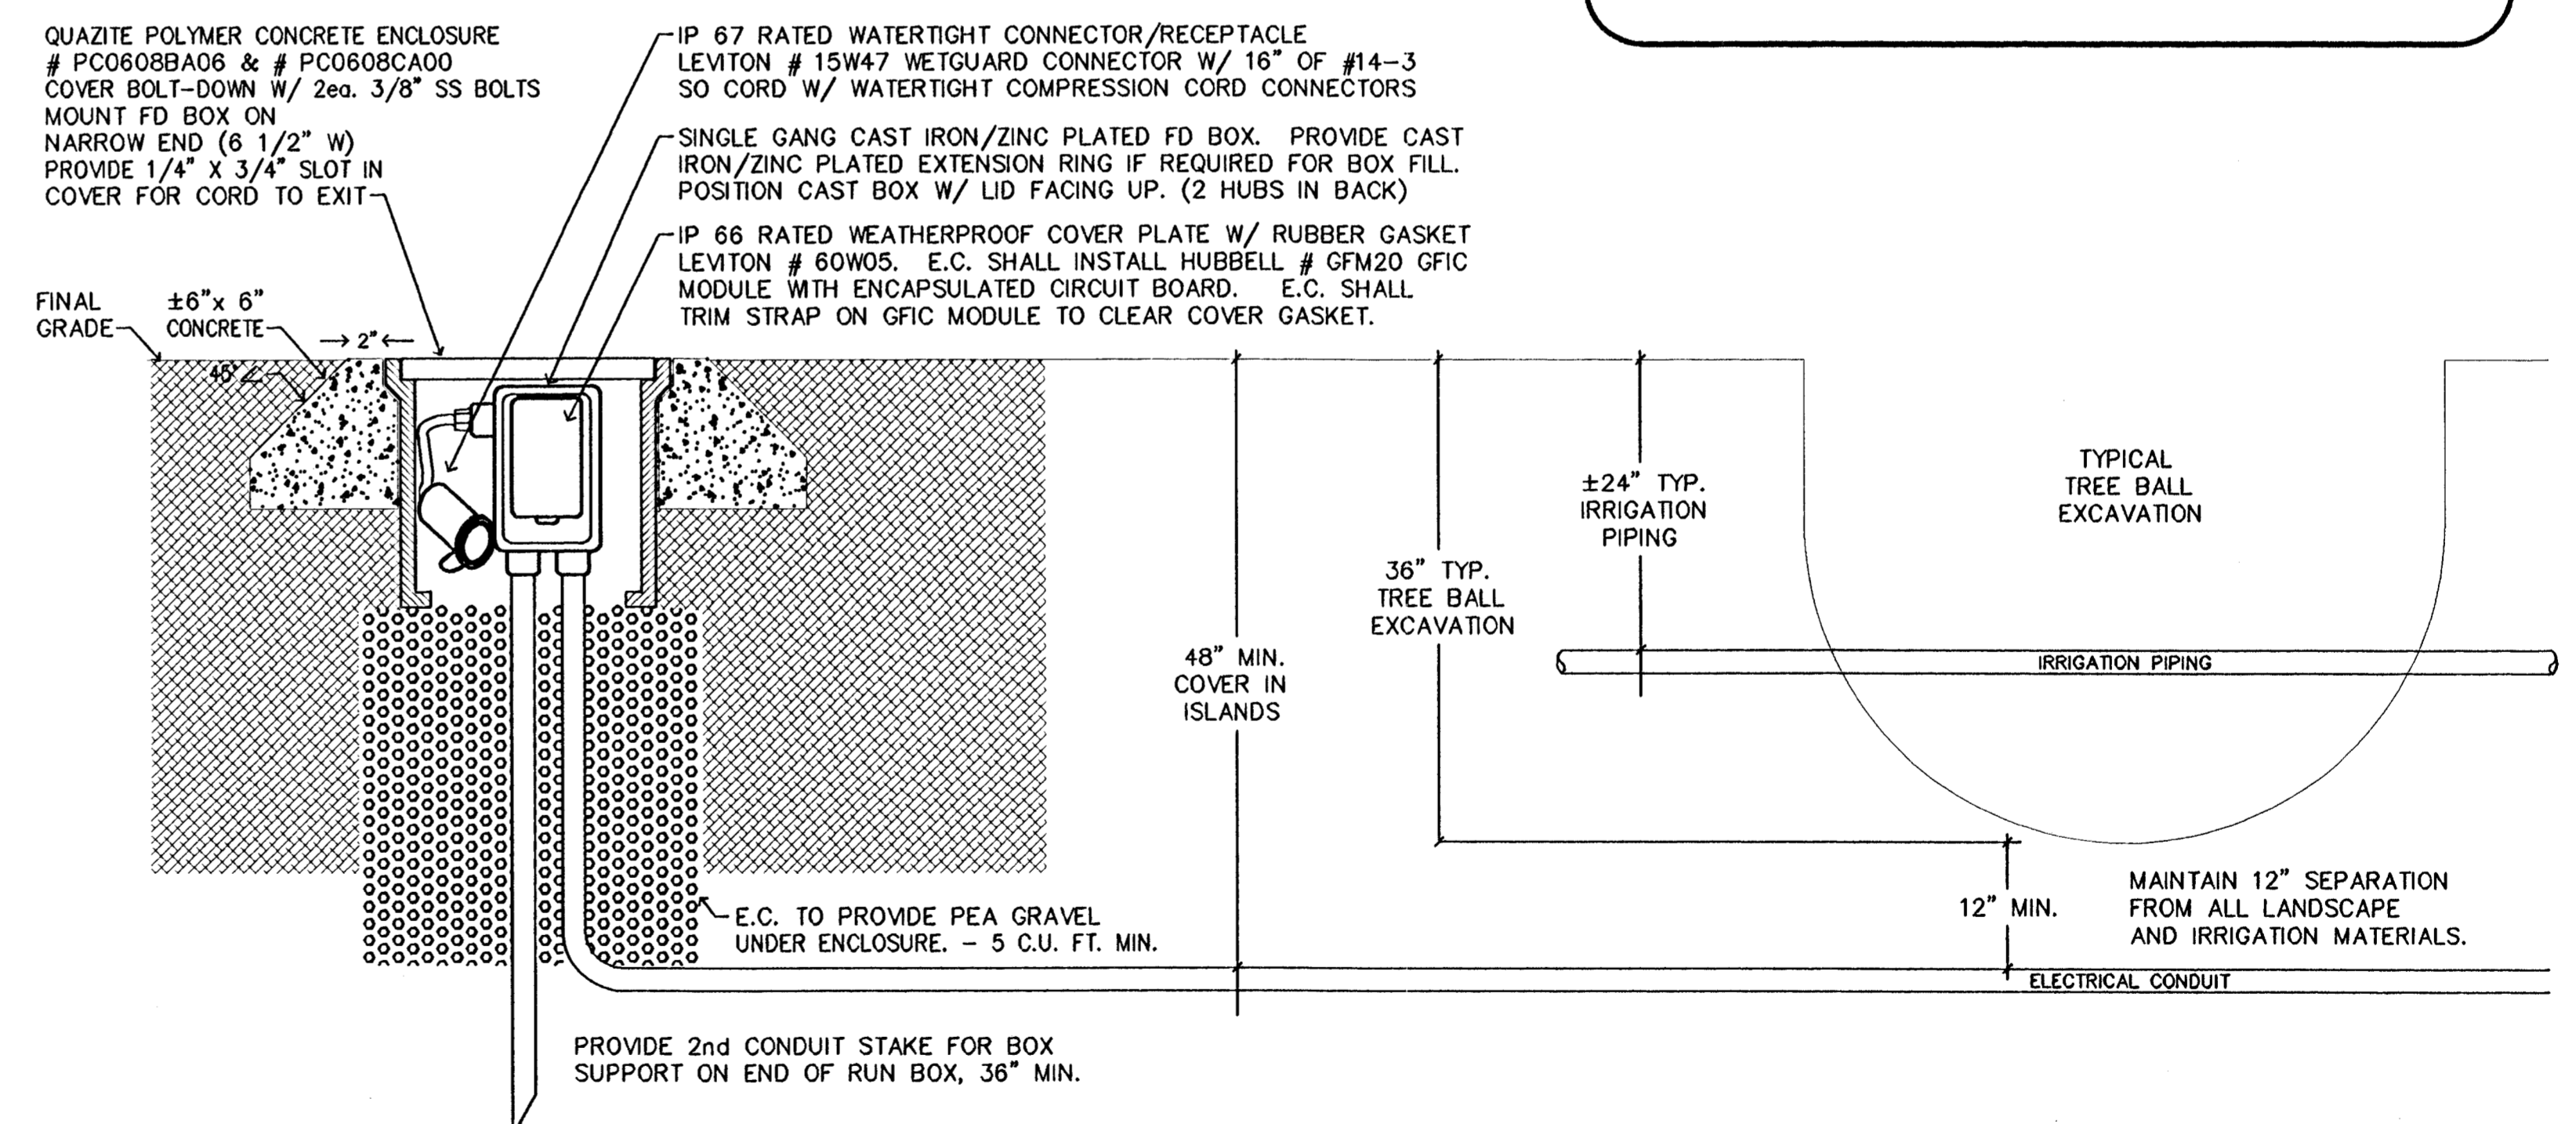 QUAZITE POLYMER CONCRETE ENCLOSURE
# PC0608BA06 & # PC0608CA00
COVER BOLT-DOWN W/ 2ea. 3/8" SS BOLTS
MOUNT FD BOX ON
NARROW END (6 1/2" W)
PROVIDE 1/4" X 3/4" SLOT IN
COVER FOR CORD TO EXIT
IP 67 RATED WATERTIGHT CONNECTOR/RECEPTACLE
LEVITON # 15W47 WETGUARD CONNECTOR W/ 16" OF #14-3
SO CORD W/ WATERTIGHT COMPRESSION CORD CONNECTORS
SINGLE GANG CAST IRON/ZINC PLATED FD BOX. PROVIDE CAST
IRON/ZINC PLATED EXTENSION RING IF REQUIRED FOR BOX FILL.
POSITION CAST BOX W/ LID FACING UP. (2 HUBS IN BACK)
IP 66 RATED WEATHERPROOF COVER PLATE W/ RUBBER GASKET
LEVITON # 60W05. E.C. SHALL INSTALL HUBBELL # GFM20 GFIC
MODULE WITH ENCAPSULATED CIRCUIT BOARD. E.C. SHALL
TRIM STRAP ON GFIC MODULE TO CLEAR COVER GASKET.
FINAL
GRADE
±6"x 6"
CONCRETE
2"
45°
48" MIN.
COVER IN
ISLANDS
36" TYP.
TREE BALL
EXCAVATION
±24" TYP.
IRRIGATION
PIPING
TYPICAL
TREE BALL
EXCAVATION
IRRIGATION PIPING
12" MIN.
MAINTAIN 12" SEPARATION
FROM ALL LANDSCAPE
AND IRRIGATION MATERIALS.
E.C. TO PROVIDE PEA GRAVEL
UNDER ENCLOSURE. - 5 C.U. FT. MIN.
ELECTRICAL CONDUIT
PROVIDE 2nd CONDUIT STAKE FOR BOX
SUPPORT ON END OF RUN BOX, 36" MIN.